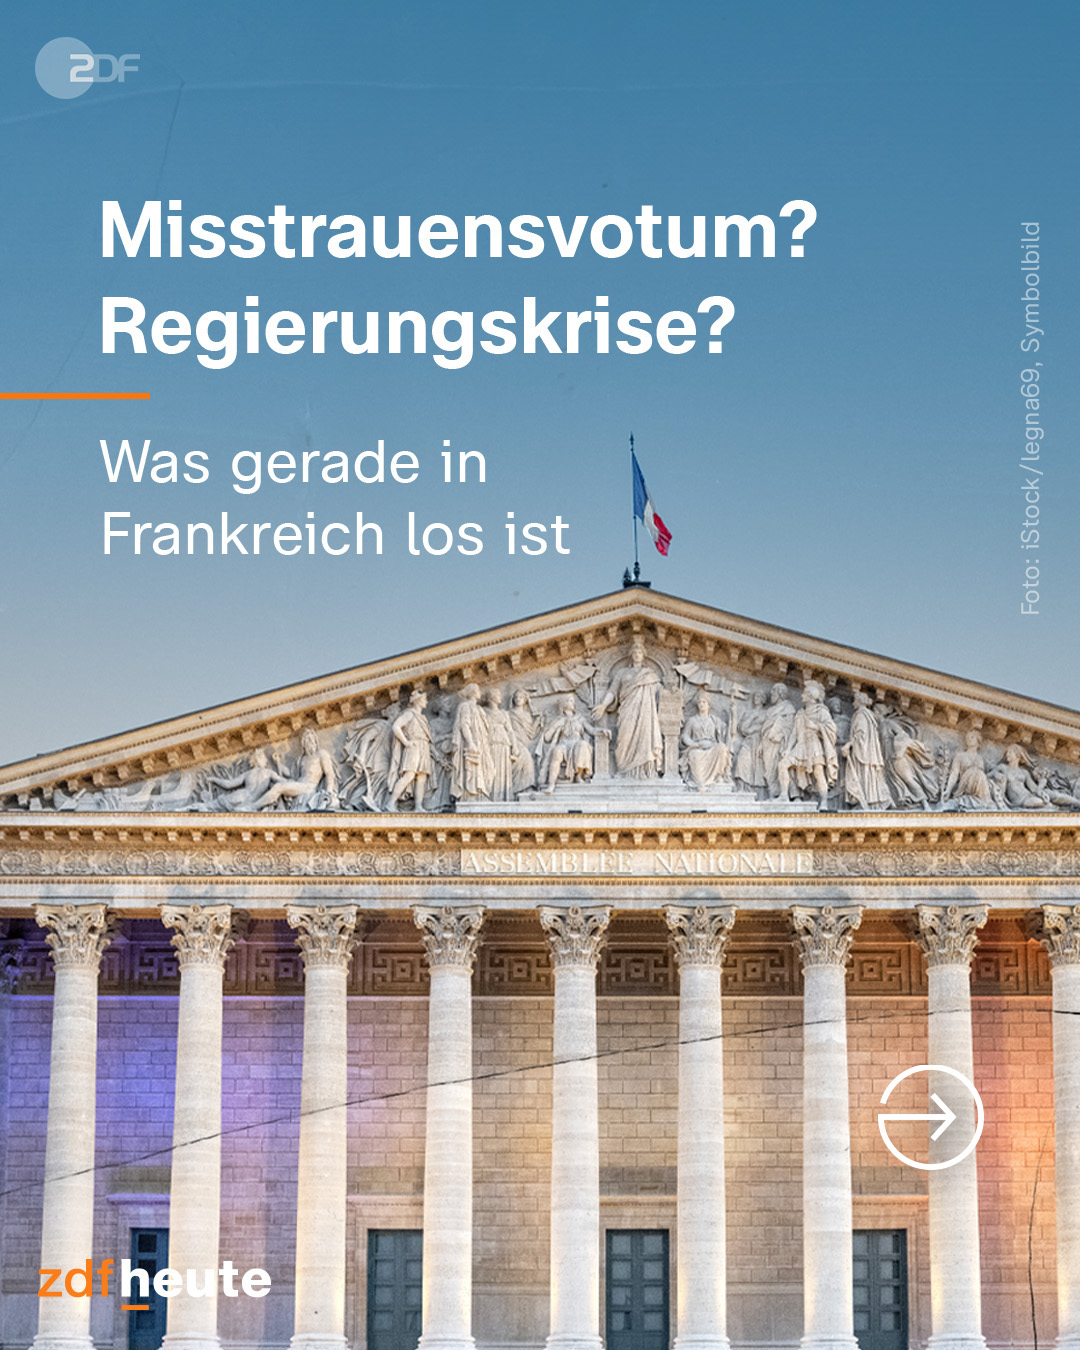 ZDF
Misstrauensvotum?
Regierungskrise?
Was gerade in
Frankreich los ist
Foto: iStock/legna69, Symbolbild
ASSEMBLÉE NATIONALE
zdfheute